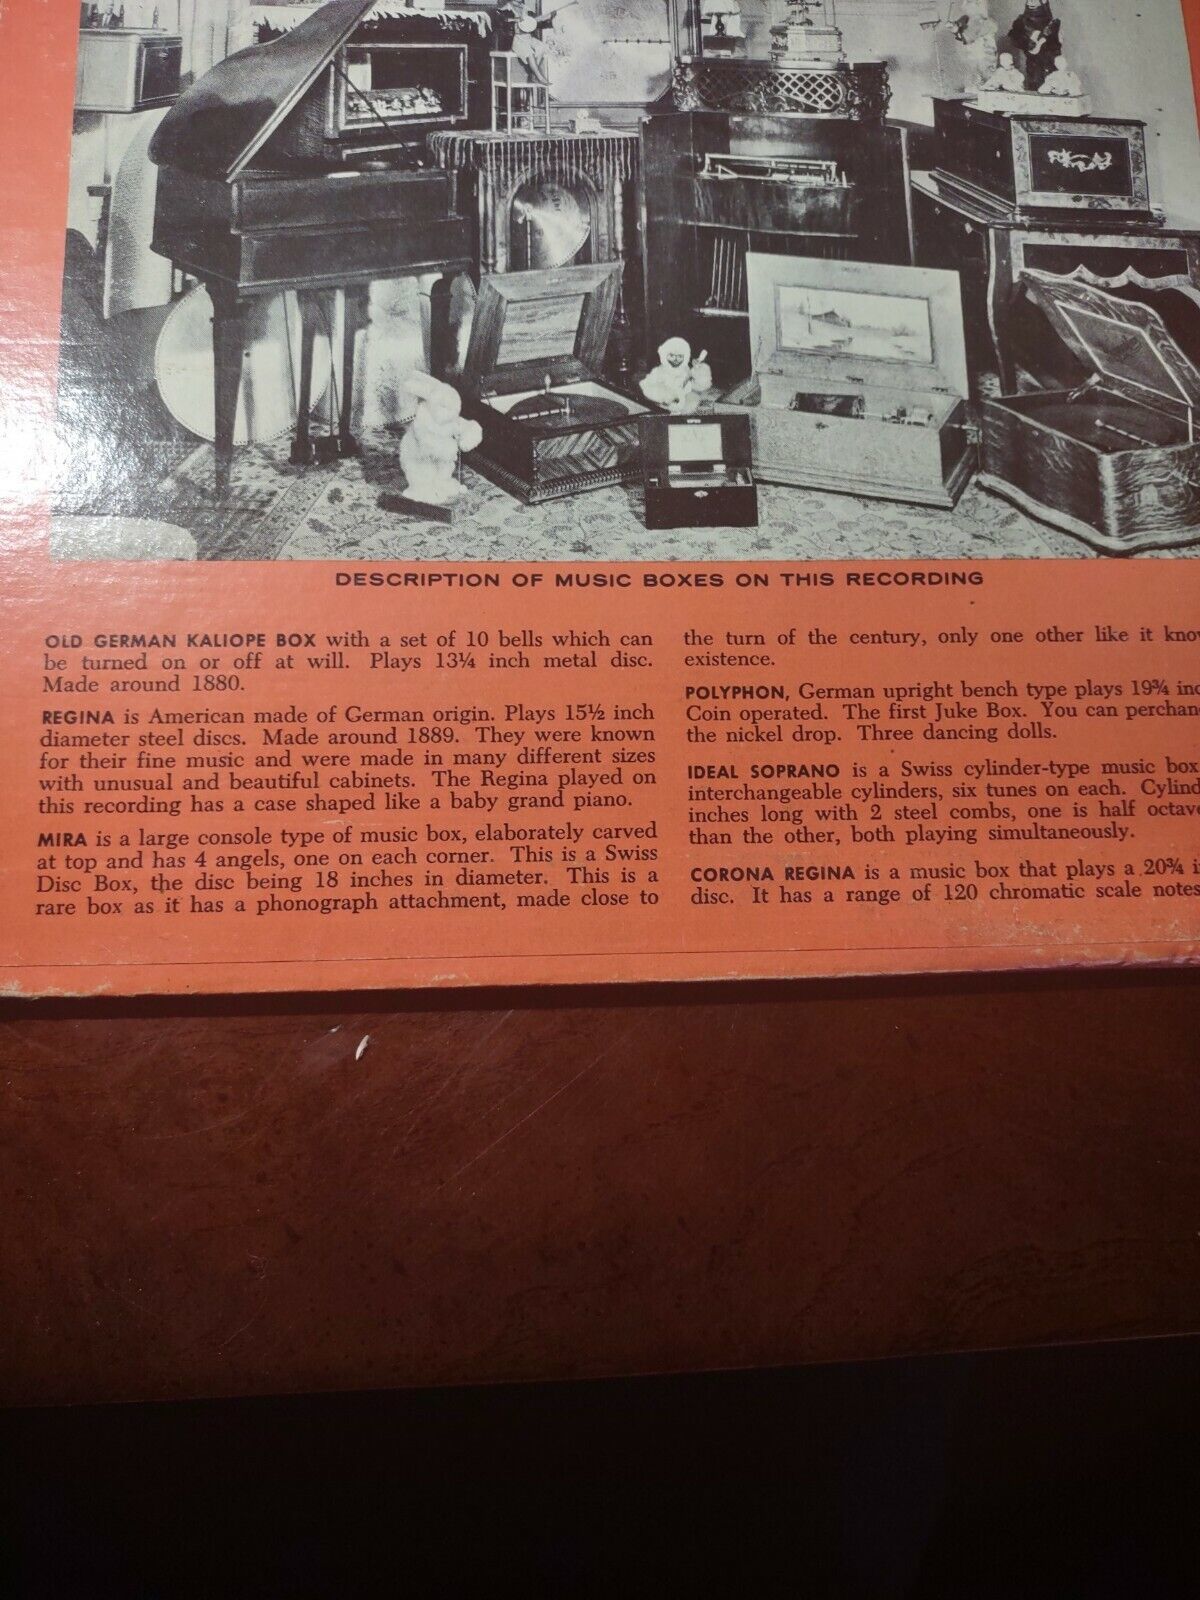 DESCRIPTION OF MUSIC BOXES ON THIS RECORDING
OLD GERMAN KALIOPE BOX with a set of 10 bells which can
be turned on or off at will. Plays 13¼ inch metal disc.
Made around 1880.
REGINA is American made of German origin. Plays 15½ inch
diameter steel discs. Made around 1889. They were known
for their fine music and were made in many different sizes
with unusual and beautiful cabinets. The Regina played on
this recording has a case shaped like a baby grand piano.
MIRA is a large console type of music box, elaborately carved
at top and has 4 angels, one on each corner. This is a Swiss
Disc Box, the disc being 18 inches in diameter. This is a
rare box as it has a phonograph attachment, made close to
the turn of the century, only one other like it know
existence.
POLYPHON, German upright bench type plays 19¾ inc
Coin operated. The first Juke Box. You can perchan
the nickel drop. Three dancing dolls.
IDEAL SOPRANO is a Swiss cylinder-type music box
interchangeable cylinders, six tunes on each. Cylind
inches long with 2 steel combs, one is half octave
than the other, both playing simultaneously.
CORONA REGINA is a music box that plays a 20¾ i
disc. It has a range of 120 chromatic scale notes